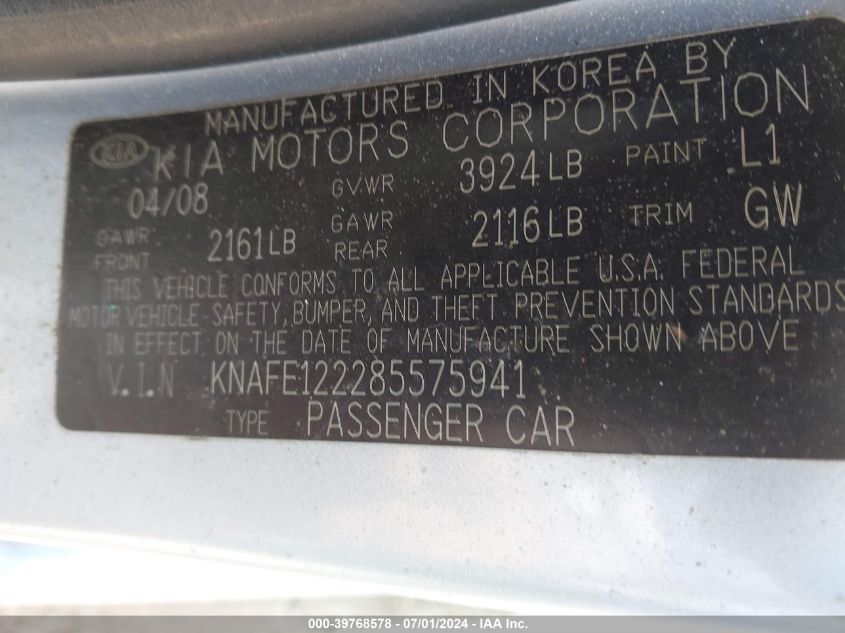 MANUFACTURED IN KOREA BY
KIA KIA MOTORS CORPORATION
04/08 GVWR 3924LB PAINT L1
GAWR FRONT 2161LB GAWR REAR 2116LB TRIM GW
THIS VEHICLE CONFORMS TO ALL APPLICABLE U.S.A. FEDERAL
MOTOR VEHICLE SAFETY, BUMPER, AND THEFT PREVENTION STANDARDS
IN EFFECT ON THE DATE OF MANUFACTURE SHOWN ABOVE
V.I.N KNAFE122285575941
TYPE PASSENGER CAR
000-39768578 - 07/01/2024 - IAA Inc.